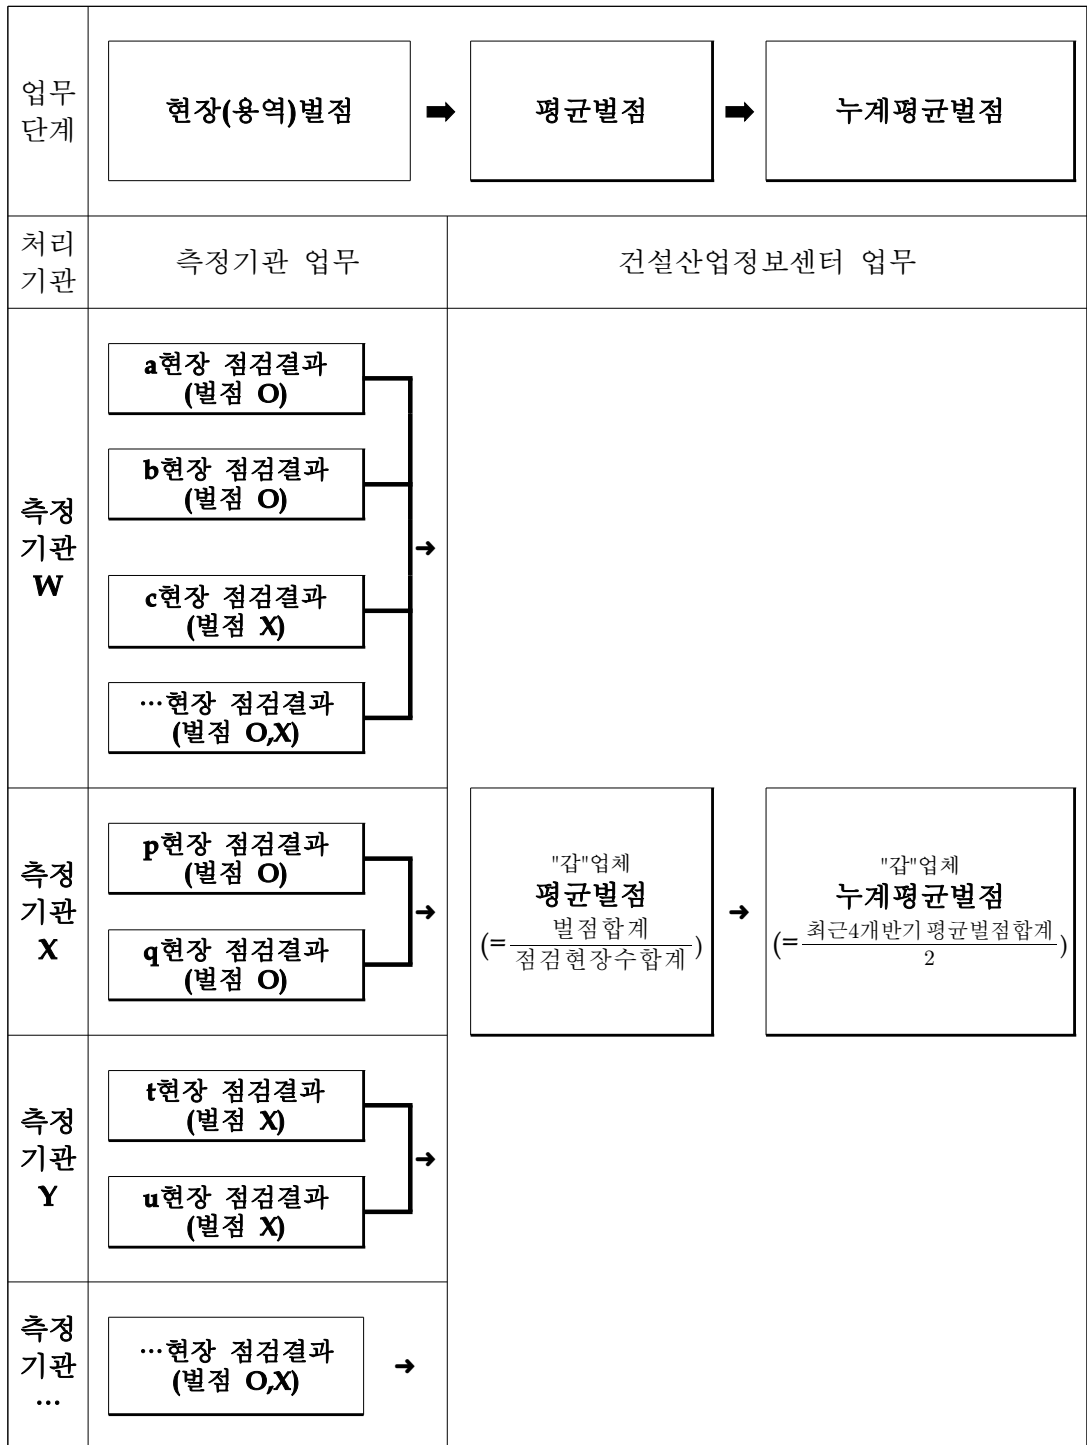 업무
단계
현장(용역)벌점
➡
평균벌점
➡
누계평균벌점
처리
기관
측정기관 업무
건설산업정보센터 업무
측정
기관
W
a현장 점검결과
(벌점 O)
b현장 점검결과
(벌점 O)
c현장 점검결과
(벌점 X)
…현장 점검결과
(벌점 O,X)
측정
기관
X
p현장 점검결과
(벌점 O)
q현장 점검결과
(벌점 O)
"갑"업체
평균벌점
(= 벌점합계 / 점검현장수합계)
"갑"업체
누계평균벌점
(= 최근4개반기 평균벌점합계 / 2)
측정
기관
Y
t현장 점검결과
(벌점 X)
u현장 점검결과
(벌점 X)
측정
기관
…
…현장 점검결과
(벌점 O,X)